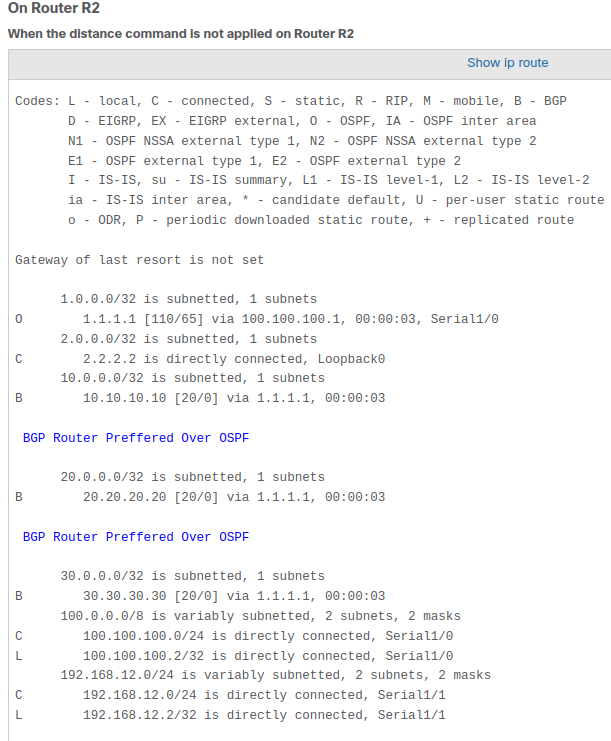 On Router R2
When the distance command is not applied on Router R2
Show ip route
Codes: L - local, C - connected, S - static, R - RIP, M - mobile, B - BGP
D - EIGRP, EX - EIGRP external, O - OSPF, IA - OSPF inter area
N1 - OSPF NSSA external type 1, N2 - OSPF NSSA external type 2
E1 - OSPF external type 1, E2 - OSPF external type 2
I - IS-IS, su - IS-IS summary, L1 - IS-IS level-1, L2 - IS-IS level-2
ia - IS-IS inter area, * - candidate default, U - per-user static route
o - ODR, P - periodic downloaded static route, + - replicated route
Gateway of last resort is not set
1.0.0.0/32 is subnetted, 1 subnets
O 1.1.1.1 [110/65] via 100.100.100.1, 00:00:03, Serial1/0
2.0.0.0/32 is subnetted, 1 subnets
C 2.2.2.2 is directly connected, Loopback0
10.0.0.0/32 is subnetted, 1 subnets
B 10.10.10.10 [20/0] via 1.1.1.1, 00:00:03
BGP Router Preffered Over OSPF
20.0.0.0/32 is subnetted, 1 subnets
B 20.20.20.20 [20/0] via 1.1.1.1, 00:00:03
BGP Router Preffered Over OSPF
30.0.0.0/32 is subnetted, 1 subnets
B 30.30.30.30 [20/0] via 1.1.1.1, 00:00:03
100.0.0.0/8 is variably subnetted, 2 subnets, 2 masks
C 100.100.100.0/24 is directly connected, Serial1/0
L 100.100.100.2/32 is directly connected, Serial1/0
192.168.12.0/24 is variably subnetted, 2 subnets, 2 masks
C 192.168.12.0/24 is directly connected, Serial1/1
L 192.168.12.2/32 is directly connected, Serial1/1